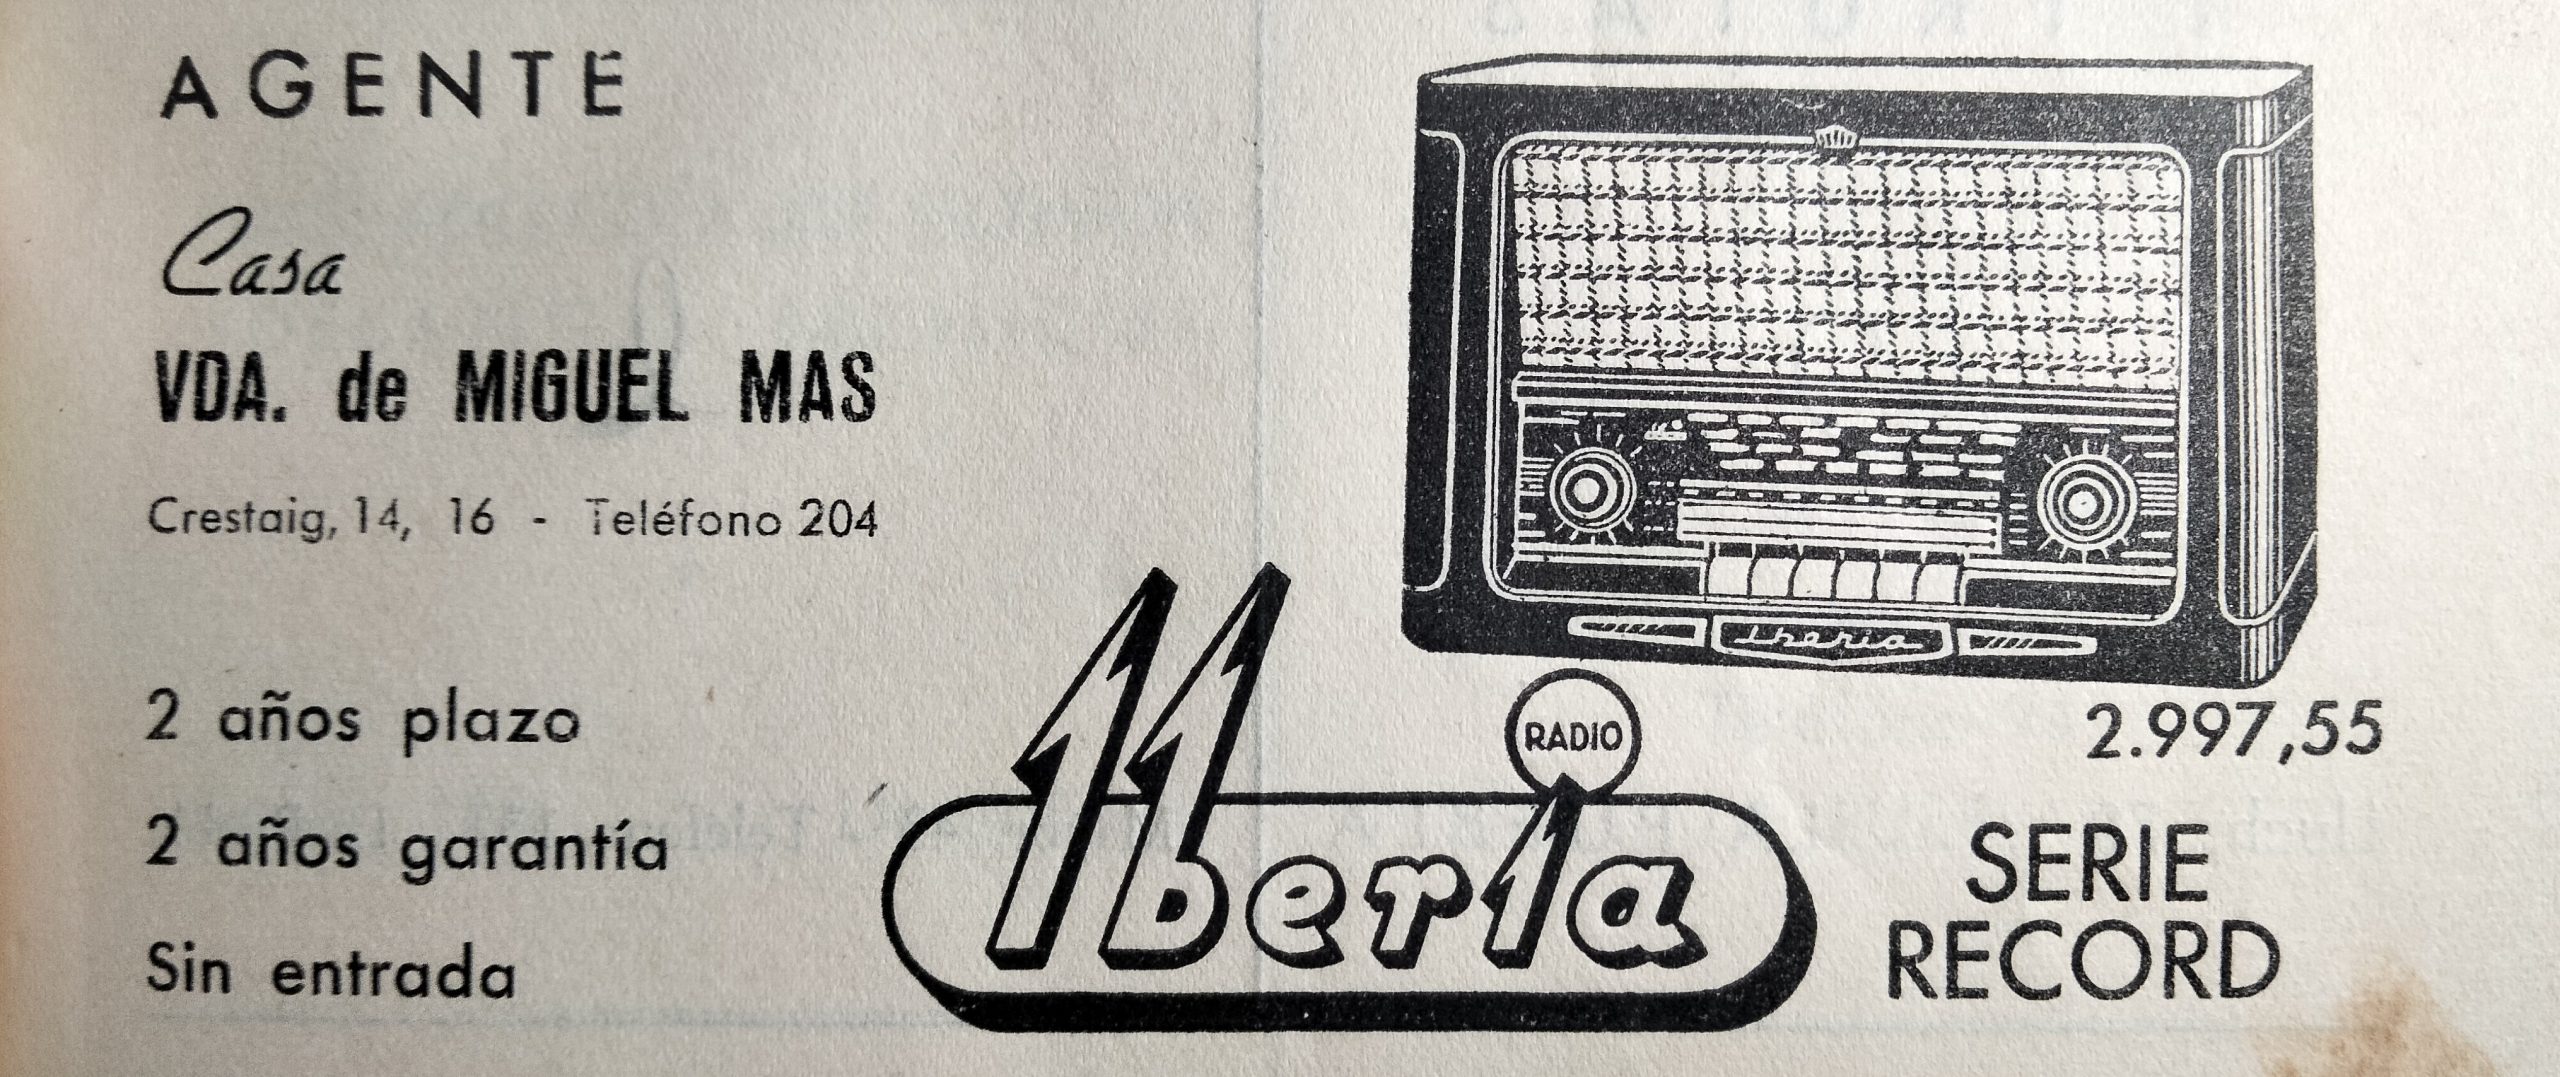 AGENTE
Casa
VDA. de MIGUEL MAS
Crestaig, 14, 16 - Teléfono 204
2 años plazo
2 años garantía
Sin entrada
Iberia
RADIO
Iberia
2.997,55
SERIE
RECORD